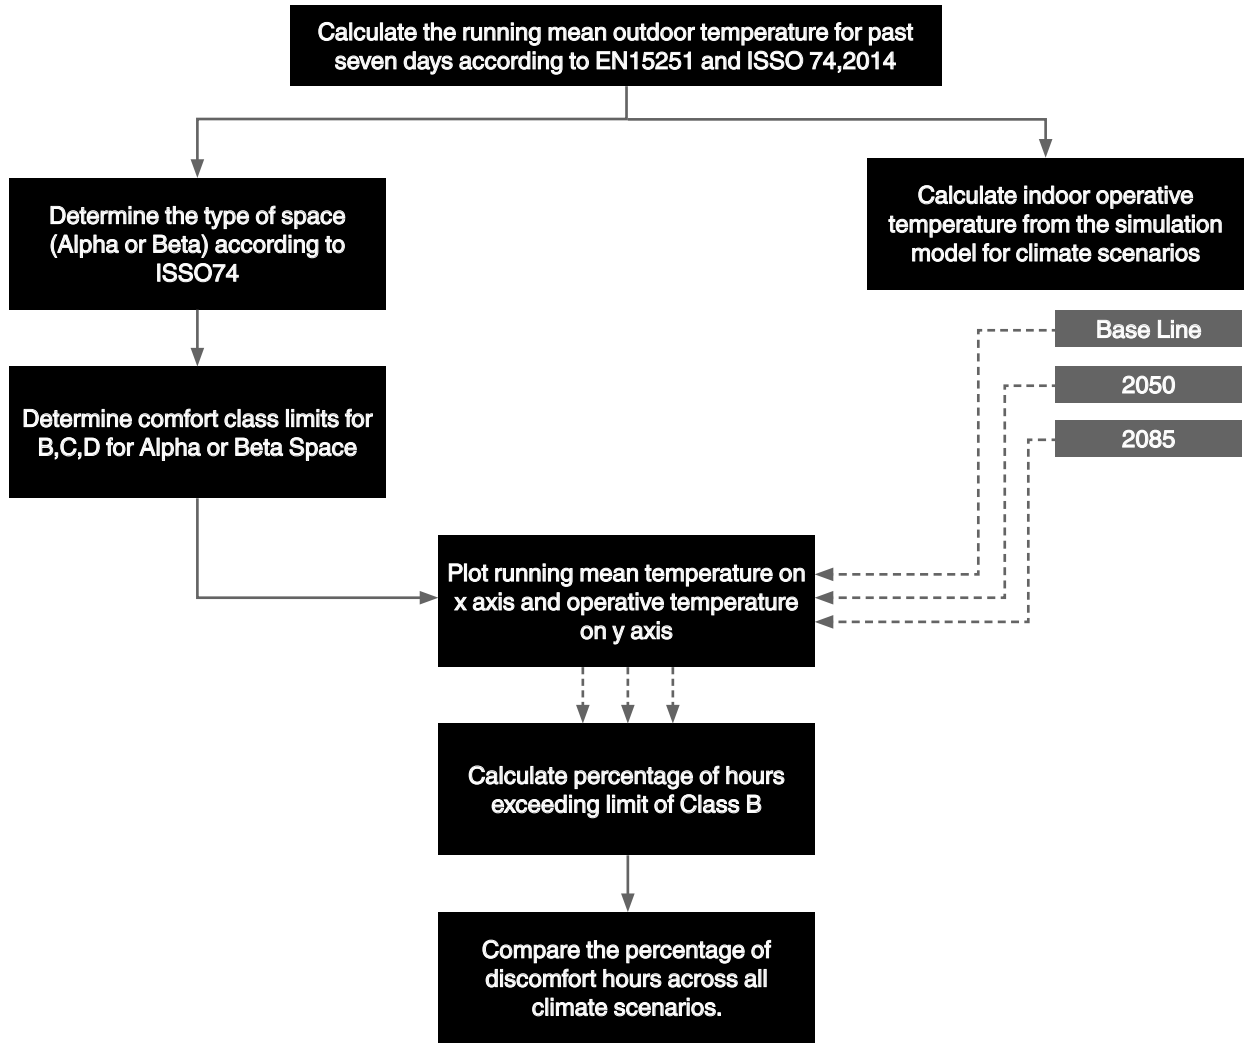 Calculate the running mean outdoor temperature for past
seven days according to EN15251 and ISSO 74,2014
Determine the type of space
(Alpha or Beta) according to
ISSO74
Calculate indoor operative
temperature from the simulation
model for climate scenarios
Base Line
2050
2085
Determine comfort class limits for
B,C,D for Alpha or Beta Space
Plot running mean temperature on
x axis and operative temperature
on y axis
Calculate percentage of hours
exceeding limit of Class B
Compare the percentage of
discomfort hours across all
climate scenarios.